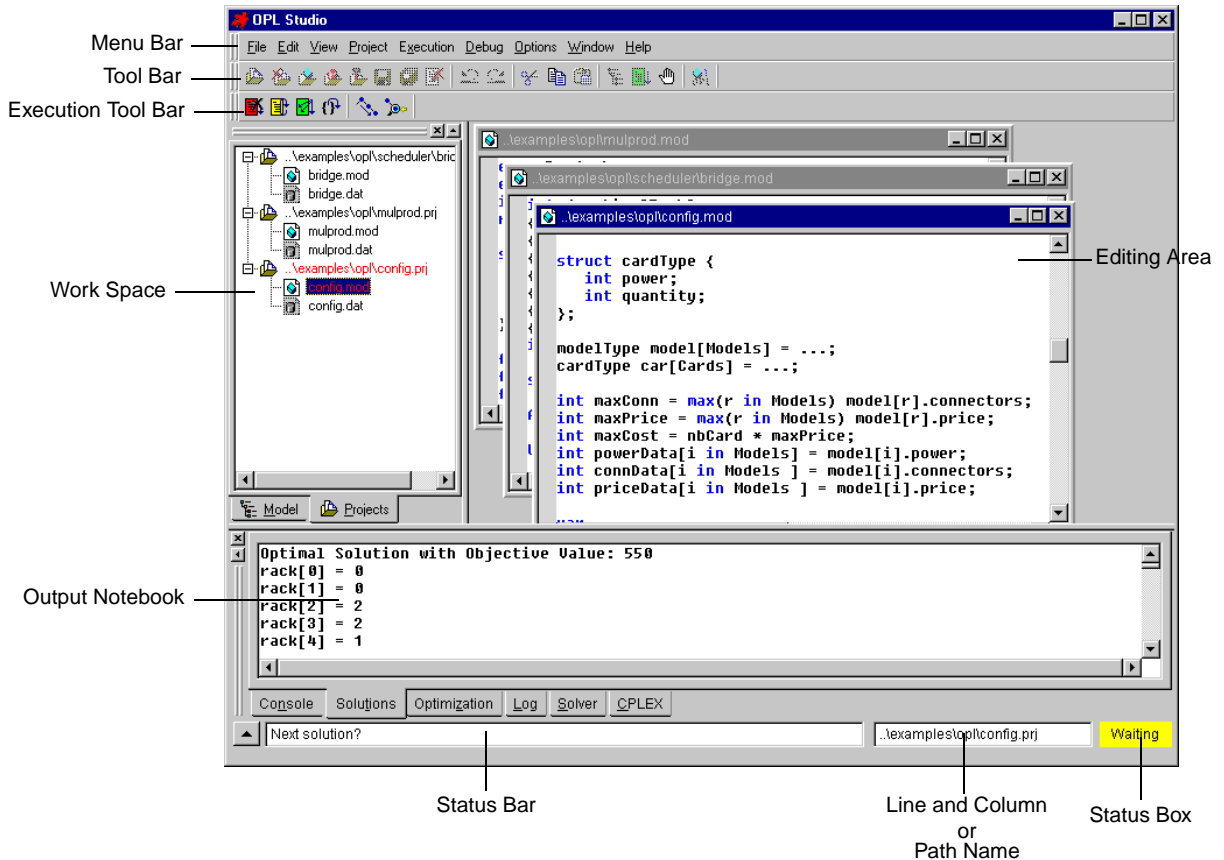 OPL Studio
Menu Bar
File Edit View Project Execution Debug Options Window Help
Tool Bar
Execution Tool Bar
..\examples\opl\scheduler\bric
bridge.mod
bridge.dat
..\examples\opl\mulprod.prj
mulprod.mod
mulprod.dat
..\examples\opl\config.prj
config.mod
config.dat
Work Space
Model Projects
..\examples\opl\mulprod.mod
..\examples\opl\scheduler\bridge.mod
..\examples\opl\config.mod
Editing Area
struct cardType {
int power;
int quantity;
};
modelType model[Models] = ...;
cardType car[Cards] = ...;
int maxConn = max(r in Models) model[r].connectors;
int maxPrice = max(r in Models) model[r].price;
int maxCost = nbCard * maxPrice;
int powerData[i in Models] = model[i].power;
int connData[i in Models ] = model[i].connectors;
int priceData[i in Models ] = model[i].price;
Optimal Solution with Objective Value: 550
rack[0] = 0
rack[1] = 0
rack[2] = 2
rack[3] = 2
rack[4] = 1
Output Notebook
Console Solutions Optimization Log Solver CPLEX
Next solution?
..\examples\opl\config.prj
Waiting
Status Bar
Line and Column
or
Path Name
Status Box